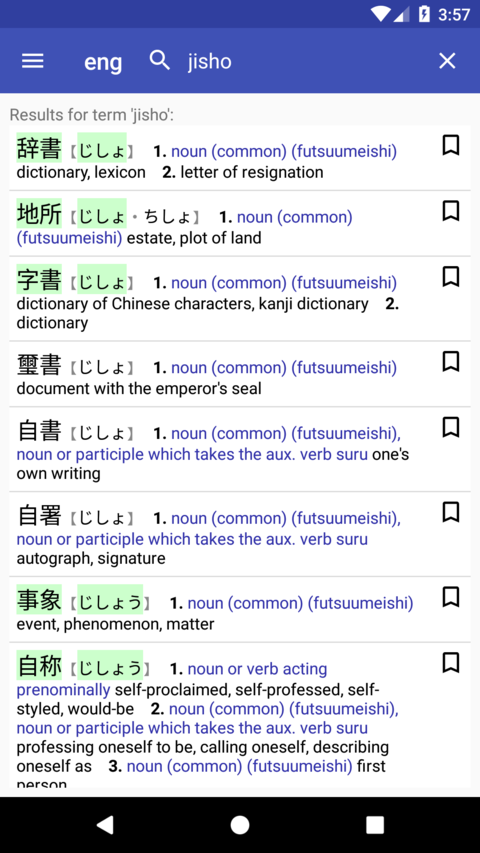 3:57
eng jisho
Results for term 'jisho':
辞書【じしょ】 1. noun (common) (futsuumeishi)
dictionary, lexicon 2. letter of resignation
地所【じしょ・ちしょ】 1. noun (common)
(futsuumeishi) estate, plot of land
字書【じしょ】 1. noun (common) (futsuumeishi)
dictionary of Chinese characters, kanji dictionary 2.
dictionary
璽書【じしょ】 1. noun (common) (futsuumeishi)
document with the emperor's seal
自書【じしょ】 1. noun (common) (futsuumeishi),
noun or participle which takes the aux. verb suru one's
own writing
自署【じしょ】 1. noun (common) (futsuumeishi),
noun or participle which takes the aux. verb suru
autograph, signature
事象【じしょう】 1. noun (common) (futsuumeishi)
event, phenomenon, matter
自称【じしょう】 1. noun or verb acting
prenominally self-proclaimed, self-professed, self-
styled, would-be 2. noun (common) (futsuumeishi),
noun or participle which takes the aux. verb suru
professing oneself to be, calling oneself, describing
oneself as 3. noun (common) (futsuumeishi) first
person